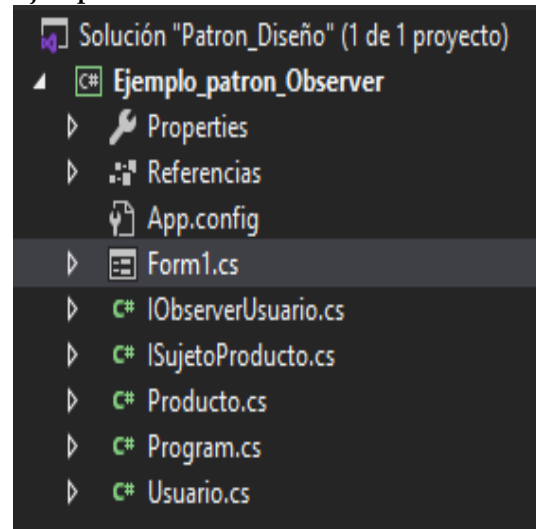 Solución "Patron_Diseño" (1 de 1 proyecto)
C# Ejemplo_patron_Observer
Properties
Referencias
App.config
Form1.cs
C# IObserverUsuario.cs
C# ISujetoProducto.cs
C# Producto.cs
C# Program.cs
C# Usuario.cs